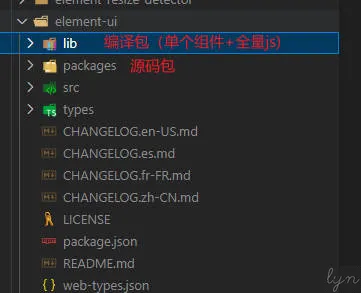 element-resize-detector
element-ui
lib 编译包（单个组件+全量js）
packages 源码包
src
types
CHANGELOG.en-US.md
CHANGELOG.es.md
CHANGELOG.fr-FR.md
CHANGELOG.zh-CN.md
LICENSE
package.json
README.md
web-types.json
lyn